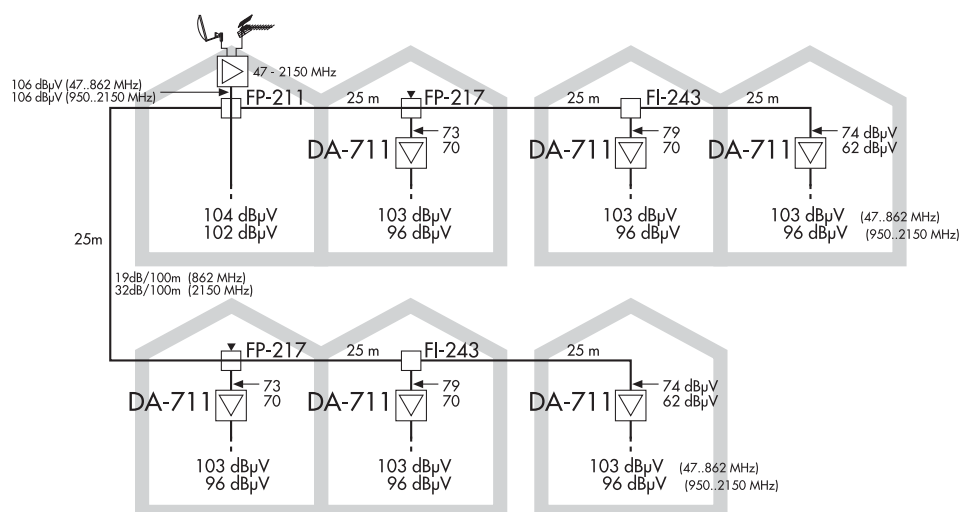 47 - 2150 MHz
106 dBµV (47..862 MHz)
106 dBµV (950..2150 MHz)
FP-211
25 m
FP-217
25 m
FI-243
25 m
73
70
79
70
74 dBµV
62 dBµV
DA-711
DA-711
DA-711
104 dBµV
102 dBµV
103 dBµV
96 dBµV
103 dBµV
96 dBµV
103 dBµV (47..862 MHz)
96 dBµV (950..2150 MHz)
25m
19dB/100m (862 MHz)
32dB/100m (2150 MHz)
FP-217
25 m
FI-243
25 m
73
70
79
70
74 dBµV
62 dBµV
DA-711
DA-711
DA-711
103 dBµV
96 dBµV
103 dBµV
96 dBµV
103 dBµV (47..862 MHz)
96 dBµV (950..2150 MHz)